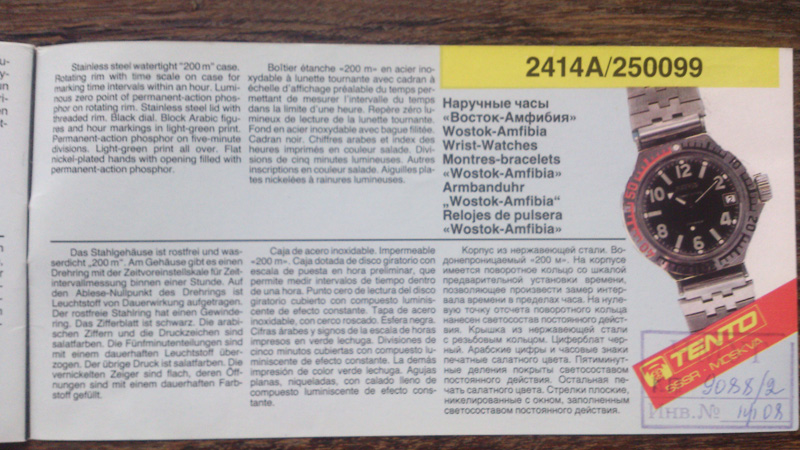 Stainless steel watertight "200 m" case.
Rotating rim with time scale on case for
marking time intervals within an hour. Lumi-
nous zero point of permanent-action phos-
phor on rotating rim. Stainless steel lid with
threaded rim. Black dial. Block Arabic figu-
res and hour markings in light-green print.
Permanent-action phosphor on five-minute
divisions. Light-green print all over. Flat
nickel-plated hands with opening filled with
permanent-action phosphor.
Boîtier étanche «200 m» en acier ino-
xydable à lunette tournante avec cadran à
échelle d'affichage préalable du temps per-
mettant de mesurer l'intervalle du temps
dans la limite d'une heure. Repère zéro lu-
mineux de lecture de la lunette tournante.
Fond en acier inoxydable avec bague filitée.
Cadran noir. Chiffres arabes et index des
heures imprimés en couleur salade. Divi-
sions de cinq minutes lumineuses. Autres
inscriptions en couleur salade. Aiguilles pla-
tes nickelées à rainures lumineuses.
2414A/250099
Наручные часы
«Восток-Амфибия»
Wostok-Amfibia
Wrist-Watches
Montres-bracelets
«Wostok-Amfibia»
Armbanduhr
„Wostok-Amfibia"
Relojes de pulsera
«Wostok-Amfibia»
Das Stahlgehäuse ist rostfrei und was-
serdicht „200 m". Am Gehäuse gibt es einen
Drehring mit der Zeitvoreinstellskale für Zeit-
intervallmessung binnen einer Stunde. Auf
den Ablese-Nullpunkt des Drehrings ist
Leuchtstoff von Dauerwirkung aufgetragen.
Der rostfreie Stahlring hat einen Gewinde-
ring. Das Zifferblatt ist schwarz. Die arabi-
schen Ziffern und die Druckzeichen sind
salatfarben. Die Fünfminutenteilungen sind
mit einem dauerhaften Leuchtstoff über-
zogen. Der übrige Druck ist salatfarben. Die
vernickelten Zeiger sind flach, deren Öff-
nungen sind mit einem dauerhaften Farb-
stoff gefüllt.
Caja de acero inoxidable. Impermeable
«200 m». Caja dotada de disco giratorio con
escala de puesta en hora preliminar, que
permite medir intervalos de tiempo dentro
de una hora. Punto cero de lectura del disco
giratorio cubierto con compuesto luminis-
cente de efecto constante. Tapa de acero
inoxidable, con cerco roscado. Esfera negra.
Cifras árabes y signos de la escala de horas
impresos en verde lechuga. Divisiones de
cinco minutos cubiertas con compuesto lu-
miniscente de efecto constante. La demás
impresión de color verde lechuga. Agujas
planas, niqueladas, con calado lleno de
compuesto luminiscente de efecto cons-
tante.
Корпус из нержавеющей стали. Во-
донепроницаемый «200 м». На корпусе
имеется поворотное кольцо со шкалой
предварительной установки времени,
позволяющее произвести замер интер-
вала времени в пределах часа. На нуле-
вую точку отсчета поворотного кольца
нанесен светосостав постоянного дейст-
вия. Крышка из нержавеющей стали
с резьбовым кольцом. Циферблат чер-
ный. Арабские цифры и часовые знаки
печатные салатного цвета. Пятиминут-
ные деления покрыты светосоставом
постоянного действия. Остальная пе-
чать салатного цвета. Стрелки плоские,
никелированные с окном, заполненным
светосоставом постоянного действия.
TENTO
SSSR · MOSKVA
9088/2
Инв.№